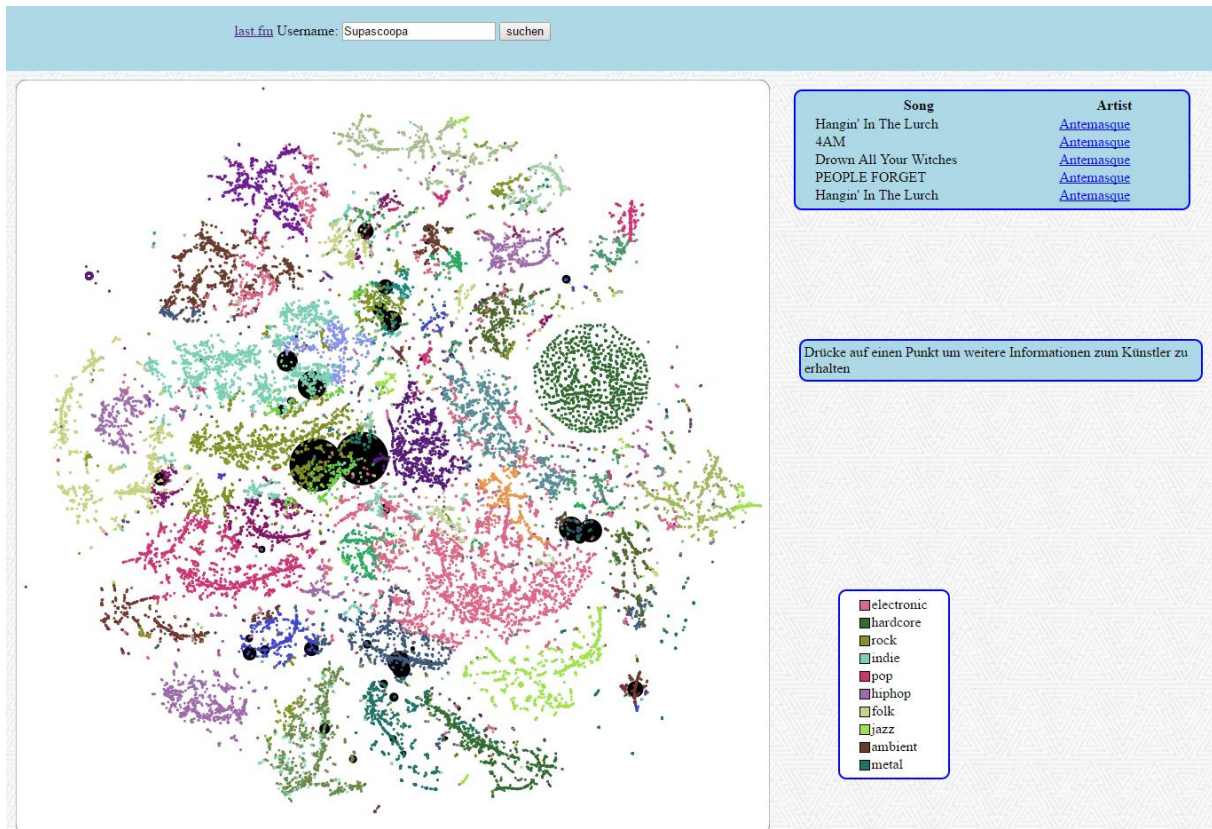 last.fm Username: Supascoopa suchen
Song Artist
Hangin' In The Lurch Antemasque
4AM Antemasque
Drown All Your Witches Antemasque
PEOPLE FORGET Antemasque
Hangin' In The Lurch Antemasque
Drücke auf einen Punkt um weitere Informationen zum Künstler zu
erhalten
electronic
hardcore
rock
indie
pop
hiphop
folk
jazz
ambient
metal